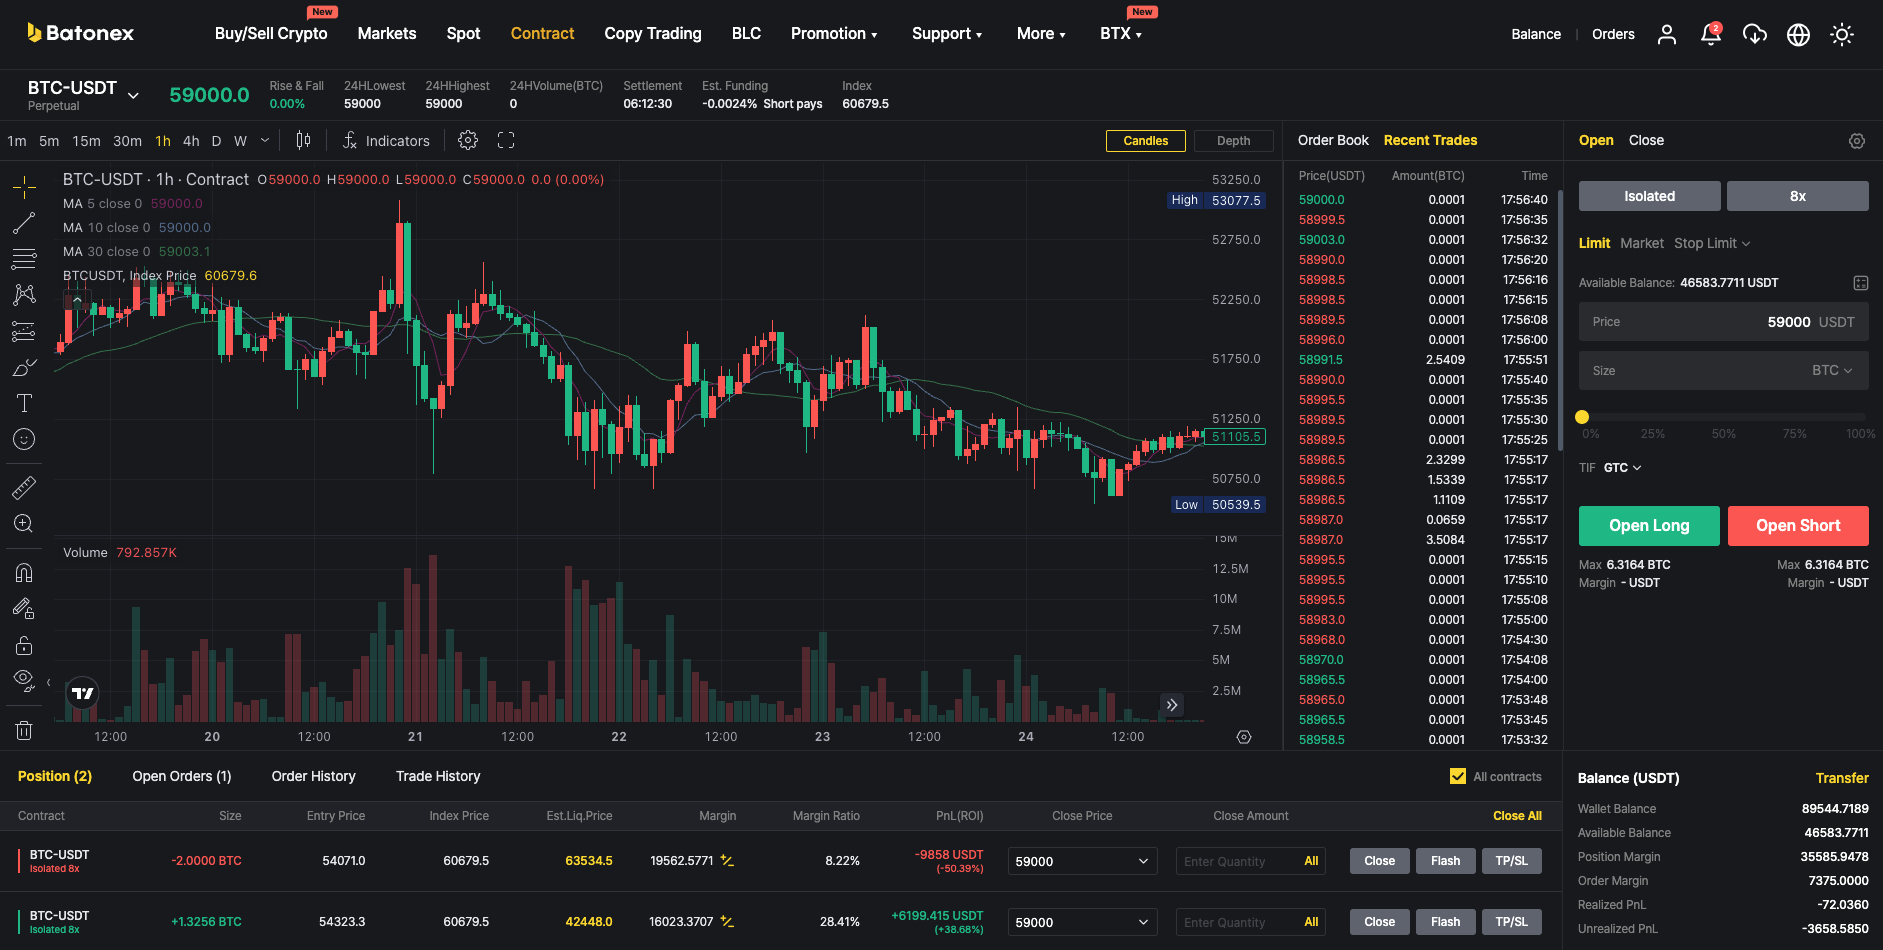 New
New
Batonex
Buy/Sell Crypto Markets Spot Contract Copy Trading BLC Promotion Support More BTX
Balance Orders 2
BTC-USDT
Perpetual
59000.0
Rise & Fall 24HLowest 24HHighest 24HVolume(BTC) Settlement Est. Funding Index
0.00% 59000 59000 0 06:12:30 -0.0024% Short pays 60679.5
1m 5m 15m 30m 1h 4h D W Indicators
Candles Depth
BTC-USDT · 1h · Contract O59000.0 H59000.0 L59000.0 C59000.0 0.0 (0.00%)
MA 5 close 0 59000.0
MA 10 close 0 59000.0
MA 30 close 0 59003.1
BTCUSDT, Index Price 60679.6
53250.0
High 53077.5
52750.0
52250.0
51750.0
51250.0
51105.5
50750.0
Low 50539.5
Volume 792.857K
15M
12.5M
10M
7.5M
5M
2.5M
12:00 20 12:00 21 12:00 22 12:00 23 12:00 24 12:00
Order Book Recent Trades
Price(USDT) Amount(BTC) Time
59000.0 0.0001 17:56:40
58999.5 0.0001 17:56:35
59003.0 0.0001 17:56:32
58990.0 0.0001 17:56:20
58998.5 0.0001 17:56:16
58998.5 0.0001 17:56:15
58989.5 0.0001 17:56:08
58996.0 0.0001 17:56:00
58991.5 2.5409 17:55:51
58990.0 0.0001 17:55:40
58995.5 0.0001 17:55:35
58989.5 0.0001 17:55:30
58989.5 0.0001 17:55:25
58986.5 2.3299 17:55:17
58986.5 1.5339 17:55:17
58986.5 1.1109 17:55:17
58987.0 0.0659 17:55:17
58987.0 3.5084 17:55:17
58995.5 0.0001 17:55:15
58995.5 0.0001 17:55:10
58995.5 0.0001 17:55:08
58983.0 0.0001 17:55:00
58968.0 0.0001 17:54:30
58970.0 0.0001 17:54:08
58965.5 0.0001 17:54:00
58965.0 0.0001 17:53:48
58965.5 0.0001 17:53:45
58958.5 0.0001 17:53:32
Open Close
Isolated 8x
Limit Market Stop Limit
Available Balance: 46583.7711 USDT
Price 59000 USDT
Size BTC
0% 25% 50% 75% 100%
TIF GTC
Open Long Open Short
Max 6.3164 BTC Max 6.3164 BTC
Margin - USDT Margin - USDT
Position (2) Open Orders (1) Order History Trade History
All contracts
Contract Size Entry Price Index Price Est.Liq.Price Margin Margin Ratio PnL(ROI) Close Price Close Amount Close All
BTC-USDT -2.0000 BTC 54071.0 60679.5 63534.5 19562.5771 8.22% -9858 USDT 59000 Enter Quantity All Close Flash TP/SL
Isolated 8x (-50.39%)
BTC-USDT +1.3256 BTC 54323.3 60679.5 42448.0 16023.3707 28.41% +6199.415 USDT 59000 Enter Quantity All Close Flash TP/SL
Isolated 8x (+38.68%)
Balance (USDT) Transfer
Wallet Balance 89544.7189
Available Balance 46583.7711
Position Margin 35585.9478
Order Margin 7375.0000
Realized PnL -72.0360
Unrealized PnL -3658.5850